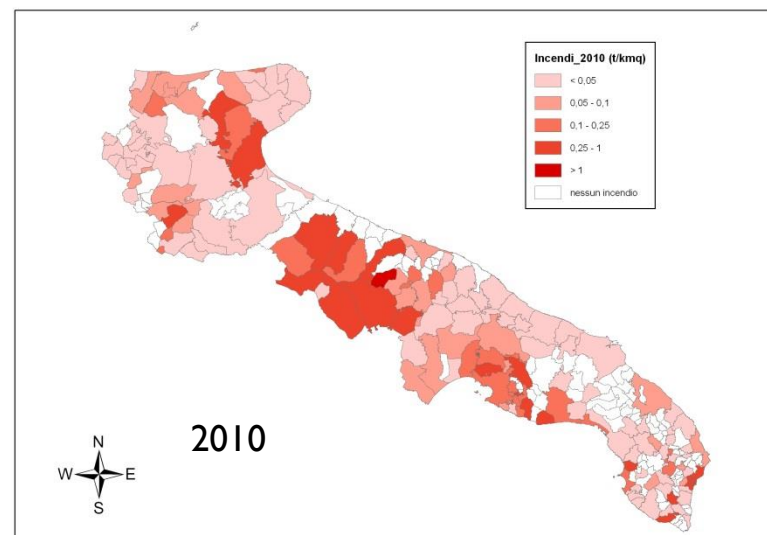 Incendi_2010 (t/kmq)
< 0,05
0,05 - 0,1
0,1 - 0,25
0,25 - 1
> 1
nessun incendio
2010
N
W E
S